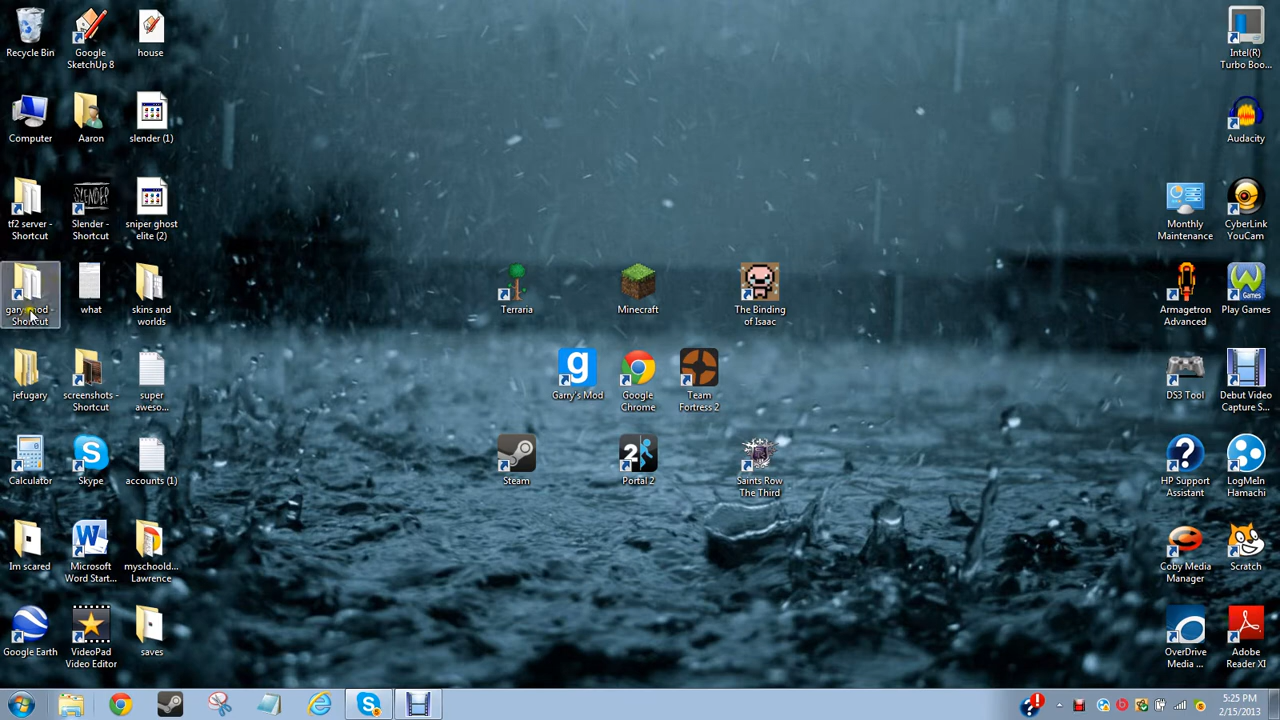 Recycle Bin
Google
SketchUp 8
house
Intel(R)
Turbo Boo...
Computer
Aaron
slender (1)
Audacity
tf2 server -
Shortcut
SLENDER
Slender -
Shortcut
sniper ghost
elite (2)
Monthly
Maintenance
CyberLink
YouCam
Shortcut
what
skins and
worlds
Terraria
Minecraft
The Binding
of Isaac
Armagetron
Advanced
Play Games
jefugary
screenshots -
Shortcut
super
aweso...
g
Garry's Mod
Google
Chrome
Team
Fortress 2
DS3 Tool
Debut Video
Capture S...
Calculator
Skype
accounts (1)
Steam
2
Portal 2
Saints Row
The Third
HP Support
Assistant
LogMeIn
Hamachi
Im scared
Microsoft
Word Start...
myschoold...
Lawrence
Coby Media
Manager
Scratch
Google Earth
VideoPad
Video Editor
saves
OverDrive
Media ...
Adobe
Reader XI
5:25 PM
2/15/2013